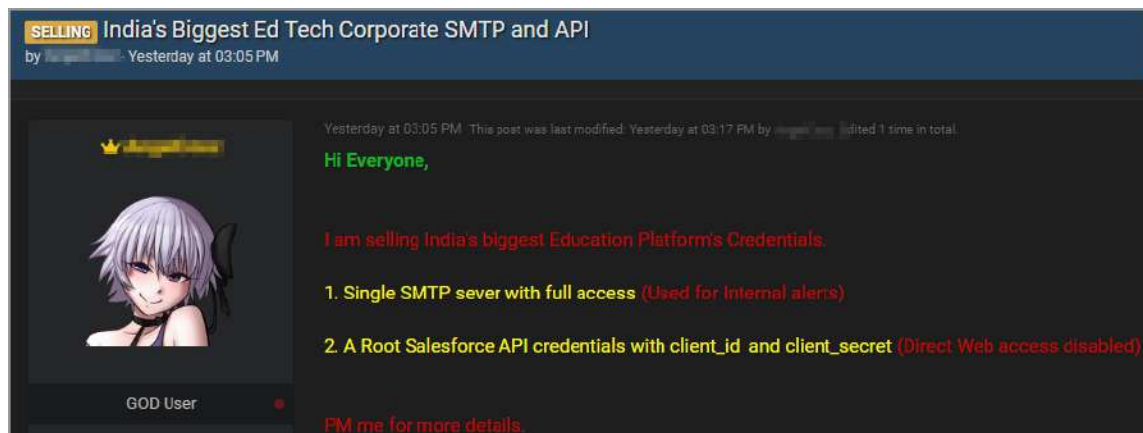 SELLING India's Biggest Ed Tech Corporate SMTP and API
by - Yesterday at 03:05 PM
Yesterday at 03:05 PM This post was last modified: Yesterday at 03:17 PM by Edited 1 time in total.
Hi Everyone,
I am selling India's biggest Education Platform's Credentials.
1. Single SMTP sever with full access (Used for Internal alerts)
2. A Root Salesforce API credentials with client_id and client_secret (Direct Web access disabled)
GOD User
PM me for more details.